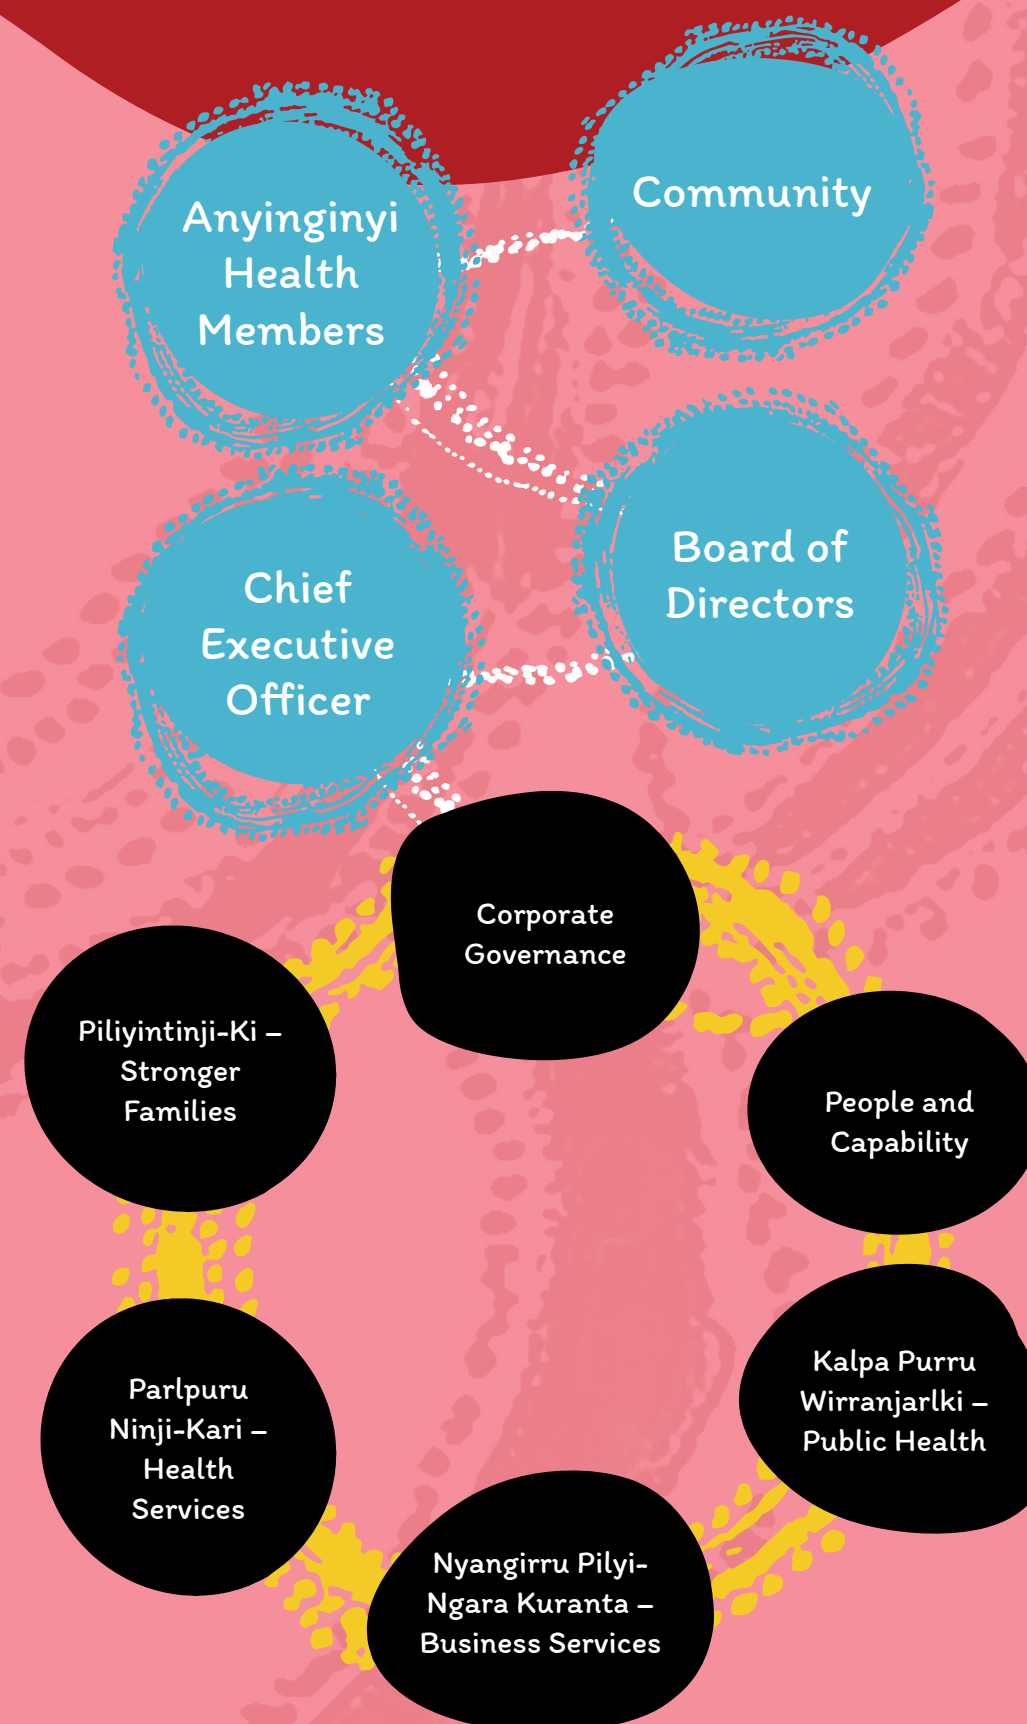 Anyinginyi
Health
Members
Community
Chief
Executive
Officer
Board of
Directors
Corporate
Governance
Piliyintinji-Ki –
Stronger
Families
People and
Capability
Parlpuru
Ninji-Kari –
Health
Services
Kalpa Purru
Wirranjarlki –
Public Health
Nyangirru Pilyi-
Ngara Kuranta –
Business Services